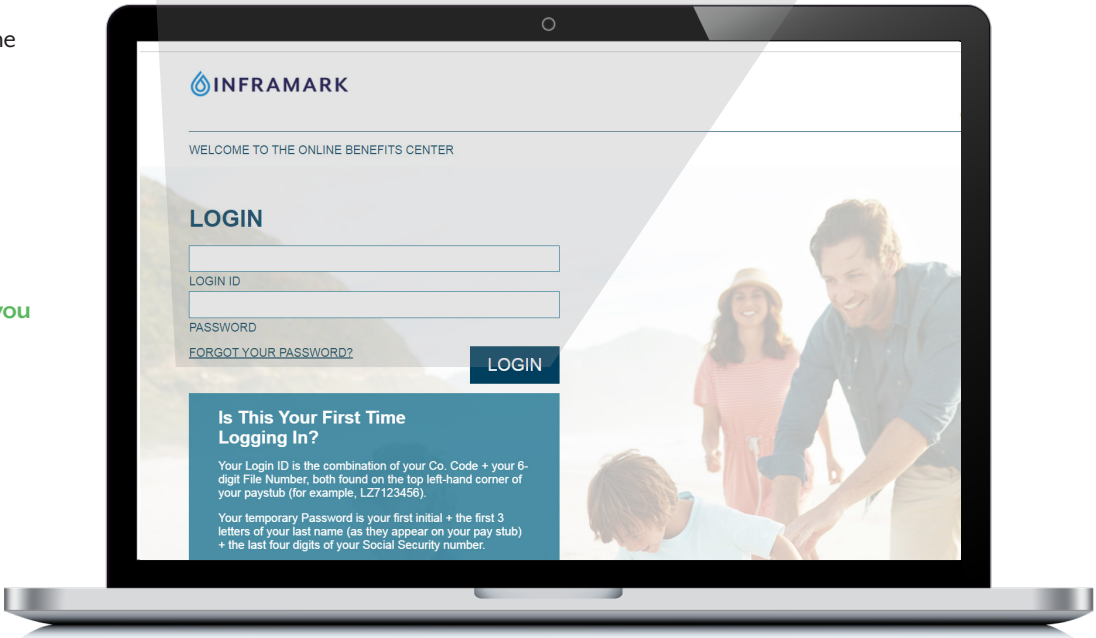 ne
INFRAMARK
WELCOME TO THE ONLINE BENEFITS CENTER
LOGIN
LOGIN ID
PASSWORD
FORGOT YOUR PASSWORD?
LOGIN
you
Is This Your First Time
Logging In?
Your Login ID is the combination of your Co. Code + your 6-
digit File Number, both found on the top left-hand corner of
your paystub (for example, LZ7123456).
Your temporary Password is your first initial + the first 3
letters of your last name (as they appear on your pay stub)
+ the last four digits of your Social Security number.